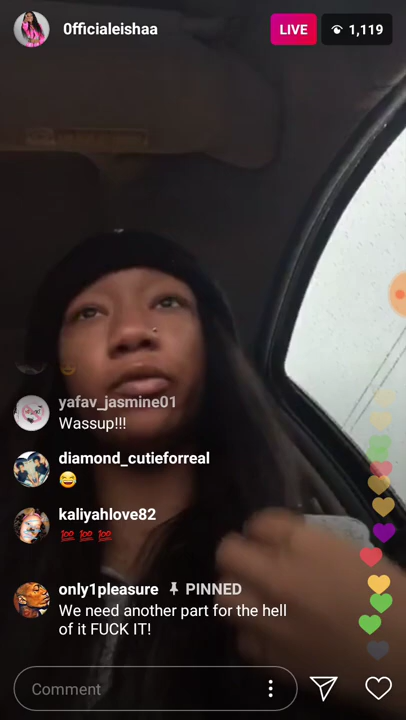 0fficialeishaa
LIVE
1,119
yafav_jasmine01
Wassup!!!
diamond_cutieforreal
😂
kaliyahlove82
💯 💯 💯
only1pleasure 📌 PINNED
We need another part for the hell
of it FUCK IT!
Comment